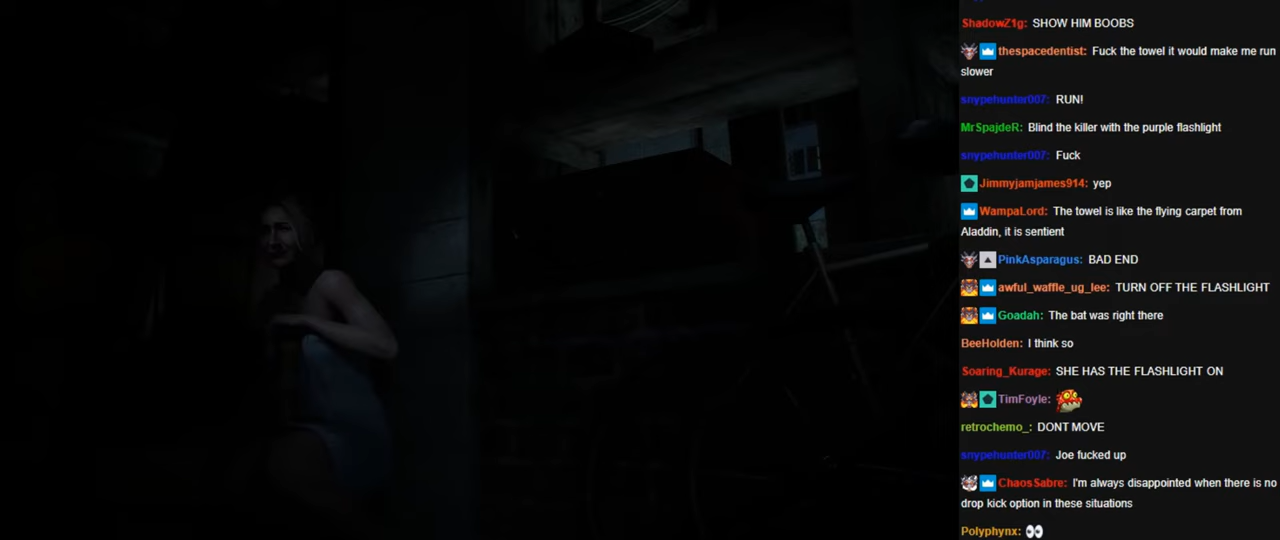 ShadowZ1g: SHOW HIM BOOBS
thespacedentist: Fuck the towel it would make me run
slower
snypehunter007: RUN!
MrSpajdeR: Blind the killer with the purple flashlight
snypehunter007: Fuck
Jimmyjamjames914: yep
WampaLord: The towel is like the flying carpet from
Aladdin, it is sentient
PinkAsparagus: BAD END
awful_waffle_ug_lee: TURN OFF THE FLASHLIGHT
Goadah: The bat was right there
BeeHolden: I think so
Soaring_Kurage: SHE HAS THE FLASHLIGHT ON
TimFoyle:
retrochemo_: DONT MOVE
snypehunter007: Joe fucked up
ChaosSabre: I'm always disappointed when there is no
drop kick option in these situations
Polyphynx: 👀